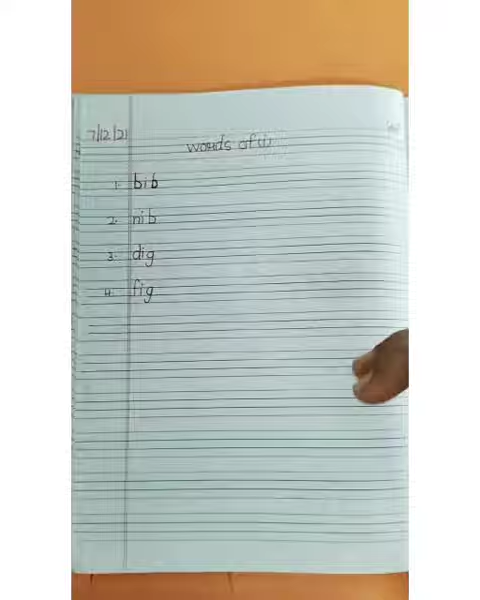 7/12/21
words of (i)
1. bib
2. nib
3. dig
4. fig